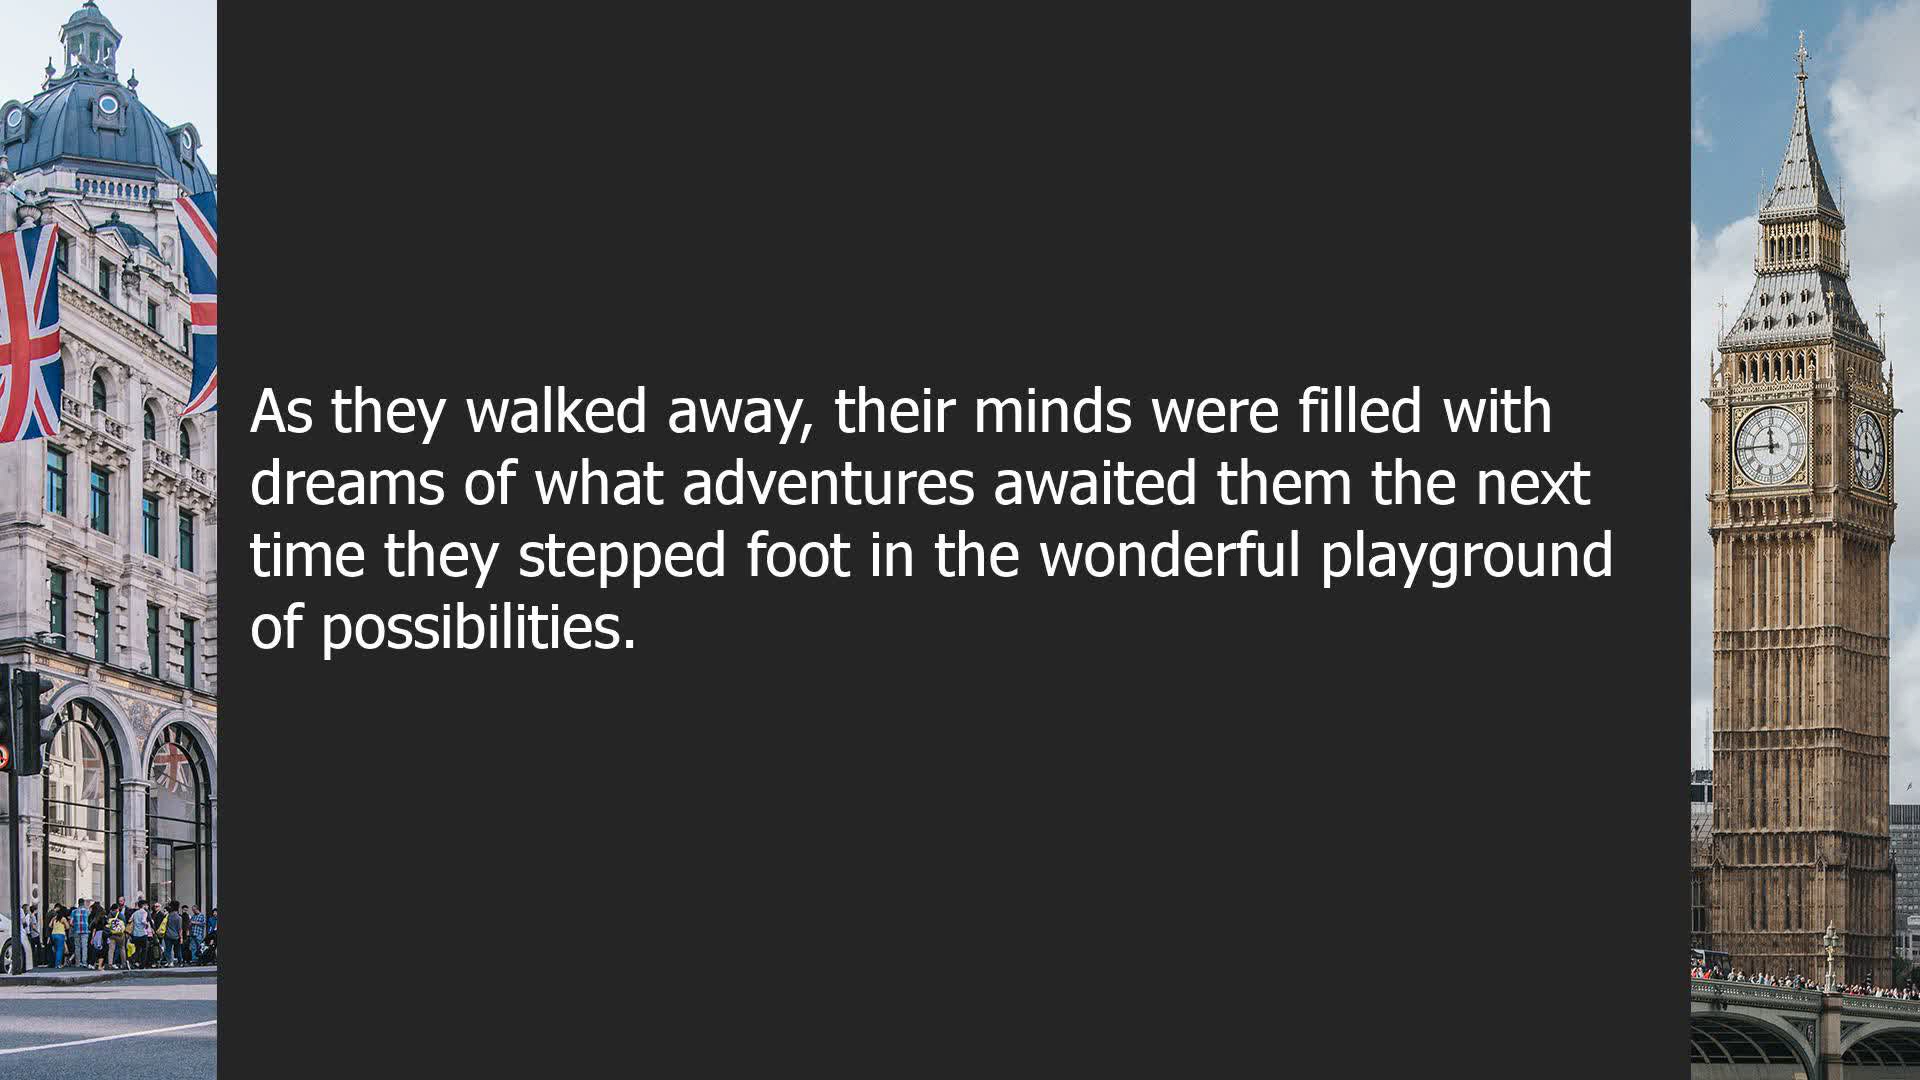 As they walked away, their minds were filled with
dreams of what adventures awaited them the next
time they stepped foot in the wonderful playground
of possibilities.